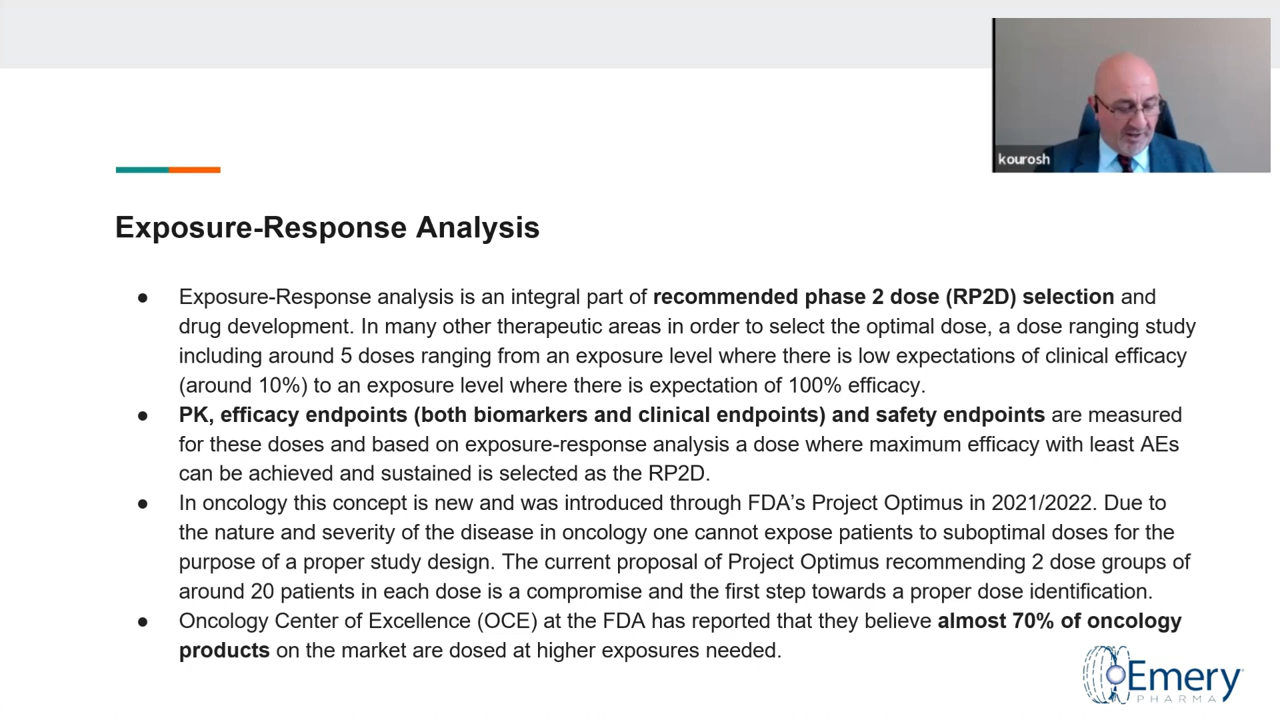 kourosh
Exposure-Response Analysis
● Exposure-Response analysis is an integral part of recommended phase 2 dose (RP2D) selection and
drug development. In many other therapeutic areas in order to select the optimal dose, a dose ranging study
including around 5 doses ranging from an exposure level where there is low expectations of clinical efficacy
(around 10%) to an exposure level where there is expectation of 100% efficacy.
● PK, efficacy endpoints (both biomarkers and clinical endpoints) and safety endpoints are measured
for these doses and based on exposure-response analysis a dose where maximum efficacy with least AEs
can be achieved and sustained is selected as the RP2D.
● In oncology this concept is new and was introduced through FDA’s Project Optimus in 2021/2022. Due to
the nature and severity of the disease in oncology one cannot expose patients to suboptimal doses for the
purpose of a proper study design. The current proposal of Project Optimus recommending 2 dose groups of
around 20 patients in each dose is a compromise and the first step towards a proper dose identification.
● Oncology Center of Excellence (OCE) at the FDA has reported that they believe almost 70% of oncology
products on the market are dosed at higher exposures needed.
Emery
PHARMA